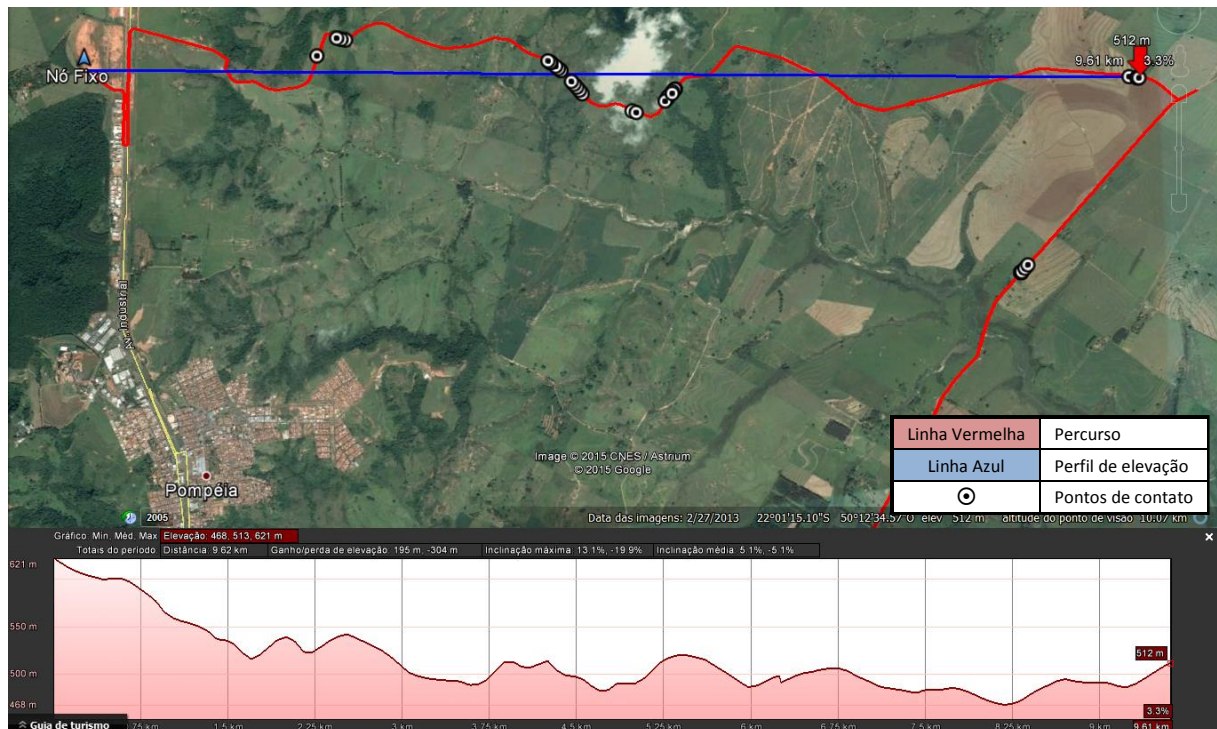 512 m
9.61 km 3.3%
Nó Fixo
Av. Industrial
Pompéia
Image © 2015 CNES / Astrium
© 2015 Google
Linha Vermelha Percurso
Linha Azul Perfil de elevação
Pontos de contato
2005
Data das imagens: 2/27/2013 22°01'15.10"S 50°12'34.57"O elev 512 m altitude do ponto de visão 10.07 km
Gráfico Min, Méd, Max Elevação: 468, 513, 621 m
Totais do período Distância: 9.62 km Ganho/perda de elevação: 195 m, -304 m Inclinação máxima: 13.1%, -19.9% Inclinação média: 5.1%, -5.1%
621 m
550 m
500 m
468 m
512 m
3.3%
Guia de turismo 0.75 km 1.5 km 2.25 km 3 km 3.75 km 4.5 km 5.25 km 6 km 6.75 km 7.5 km 8.25 km 9 km 9.61 km